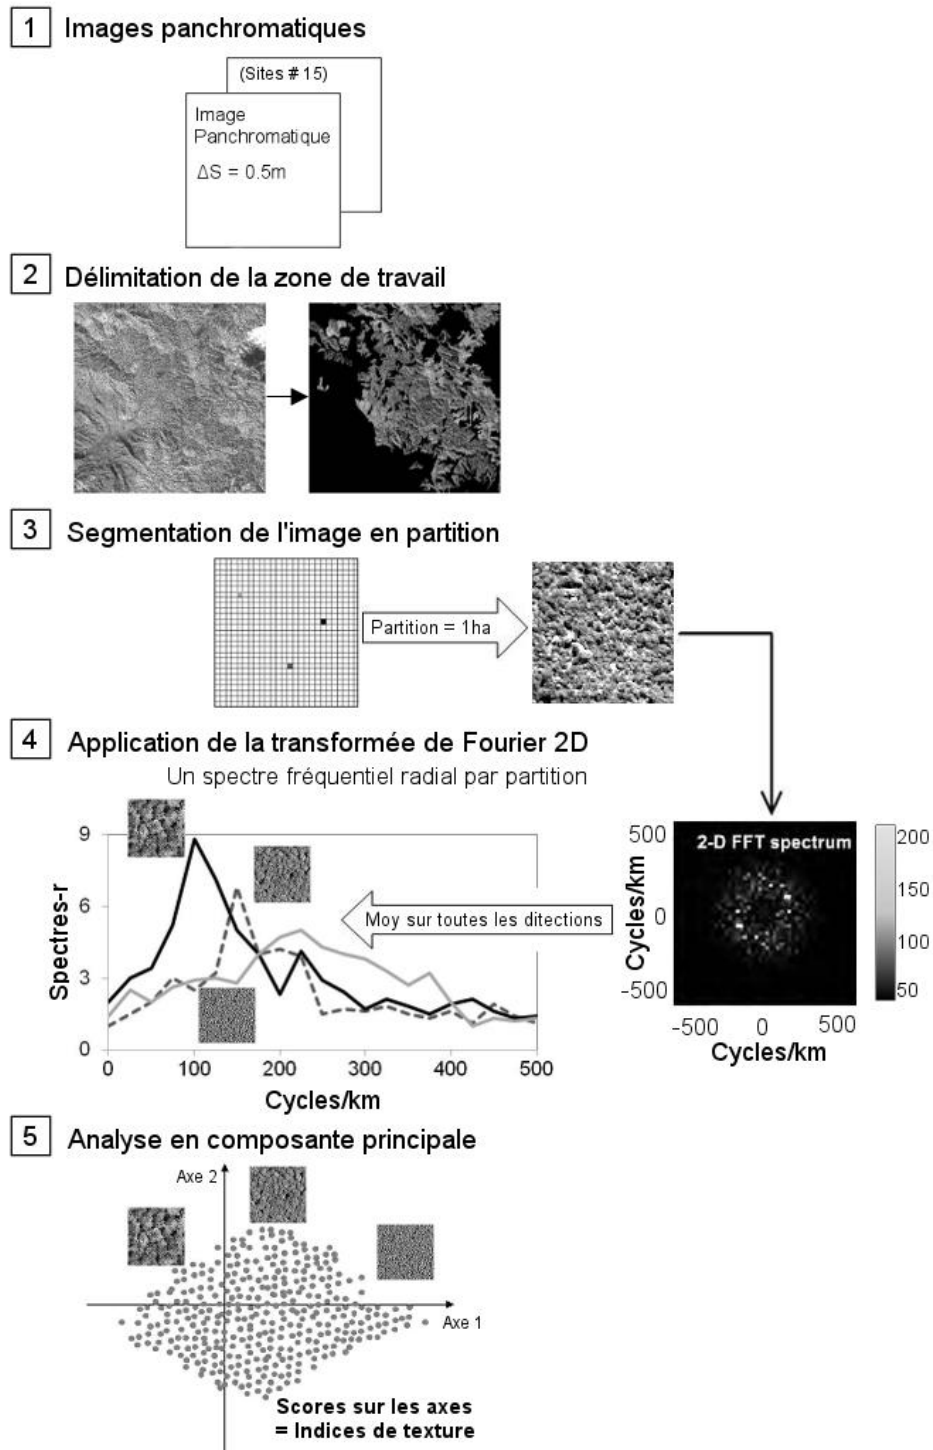 1 Images panchromatiques
(Sites # 15)
Image
Panchromatique
ΔS = 0.5m
2 Délimitation de la zone de travail
3 Segmentation de l'image en partition
Partition = 1ha
4 Application de la transformée de Fourier 2D
Un spectre fréquentiel radial par partition
9
6
3
0
Spectres-r
0 100 200 300 400 500
Cycles/km
Moy sur toutes les ditections
2-D FFT spectrum
500
0
-500
Cycles/km
-500 0 500
Cycles/km
200
150
100
50
5 Analyse en composante principale
Axe 2
Axe 1
Scores sur les axes
= Indices de texture